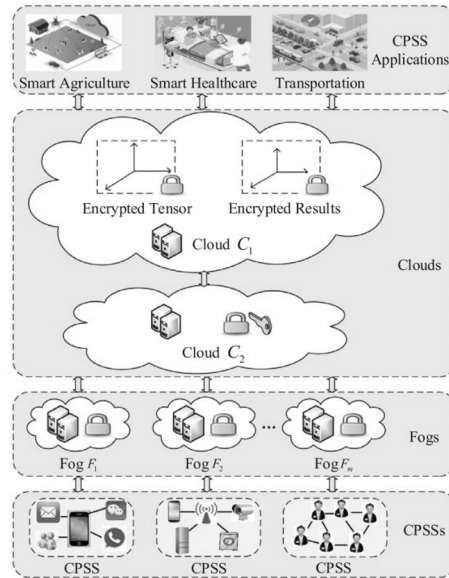 CPSS
Applications
Smart Agriculture Smart Healthcare Transportation
Encrypted Tensor Encrypted Results
Cloud C₁
Clouds
Cloud C₂
...
Fogs
Fog F₁ Fog F₂ Fog Fₘ
CPSSs
CPSS CPSS CPSS